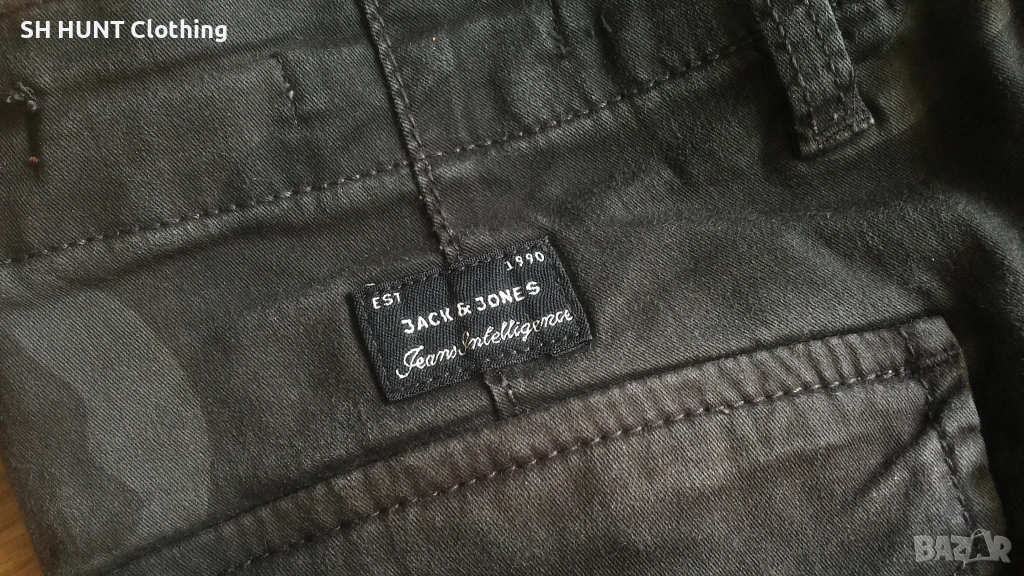 SH HUNT Clothing
EST 1990
JACK & JONES
Jeans Intelligence
BAZAR